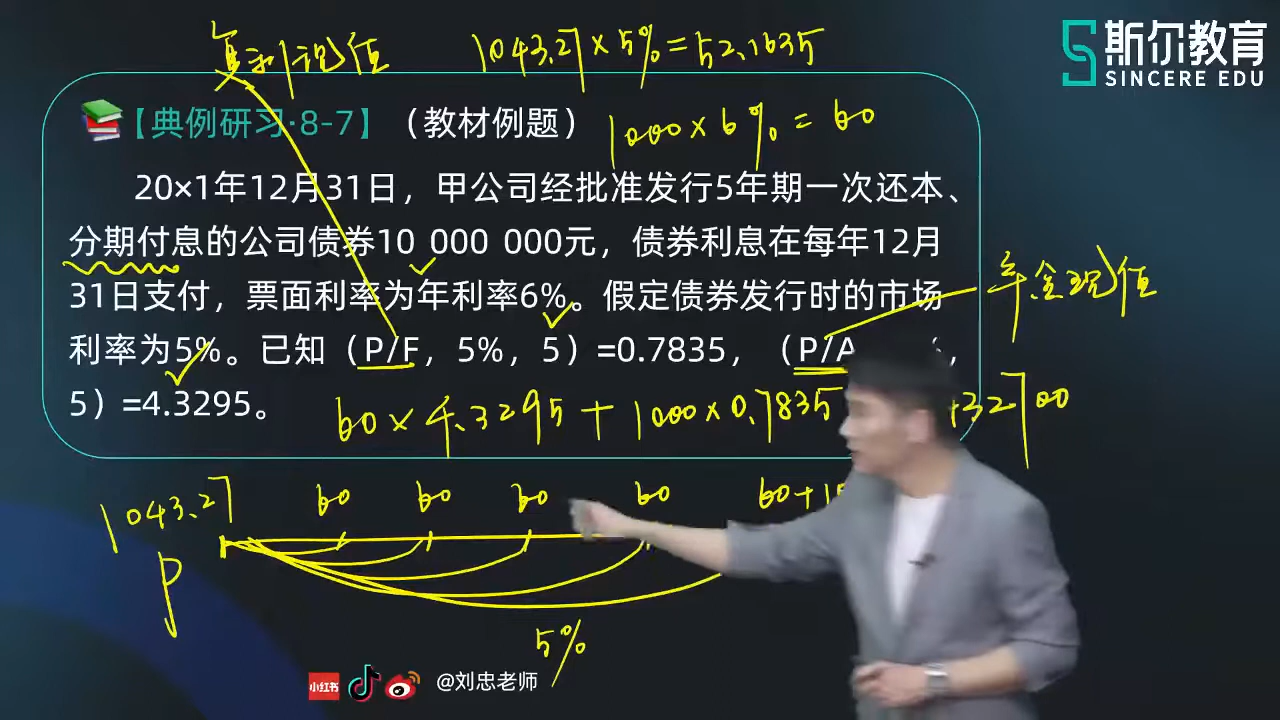 复利现值
1043.27×5%=52.1635
斯尔教育
SINCERE EDU
【典例研习·8-7】（教材例题）
1000×6%=60
20×1年12月31日，甲公司经批准发行5年期一次还本、
分期付息的公司债券10 000 000元，债券利息在每年12月
31日支付，票面利率为年利率6%。假定债券发行时的市场
利率为5%。已知（P/F，5%，5）=0.7835，（P/A
，
5）=4.3295。
年金现值
60×4.3295+1000×0.7835
432700
1043.27
60
60
60
60
60+10
P
5%
小红书
@刘忠老师